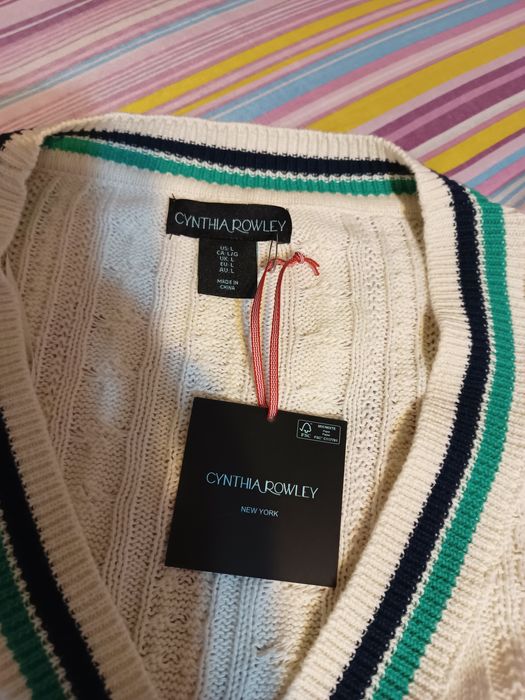 CYNTHIA ROWLEY
US: L
CA: L/G
UK: L
EU: L
AU: L
MADE IN
CHINA
FSC
CYNTHIA ROWLEY
NEW YORK